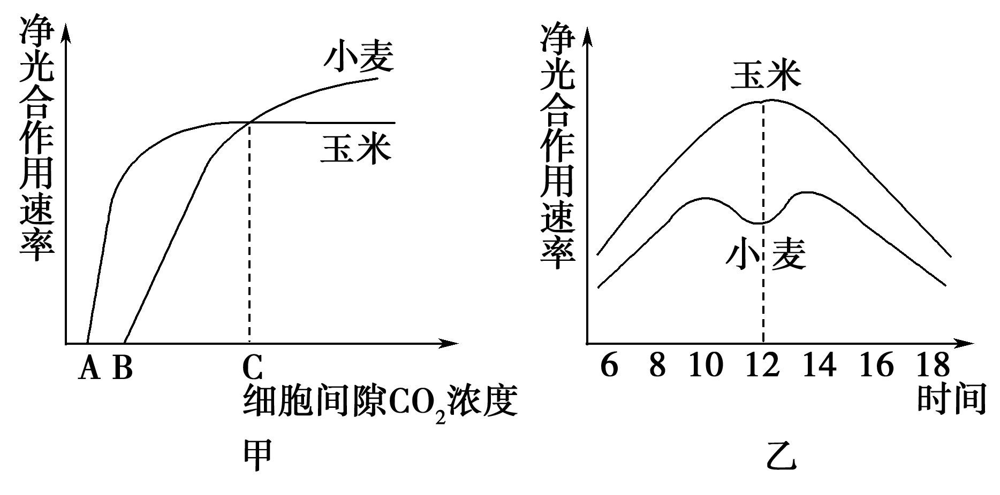 净光合作用速率
小麦
玉米
A B C
细胞间隙CO₂浓度
甲
净光合作用速率
玉米
小麦
6 8 10 12 14 16 18
时间
乙